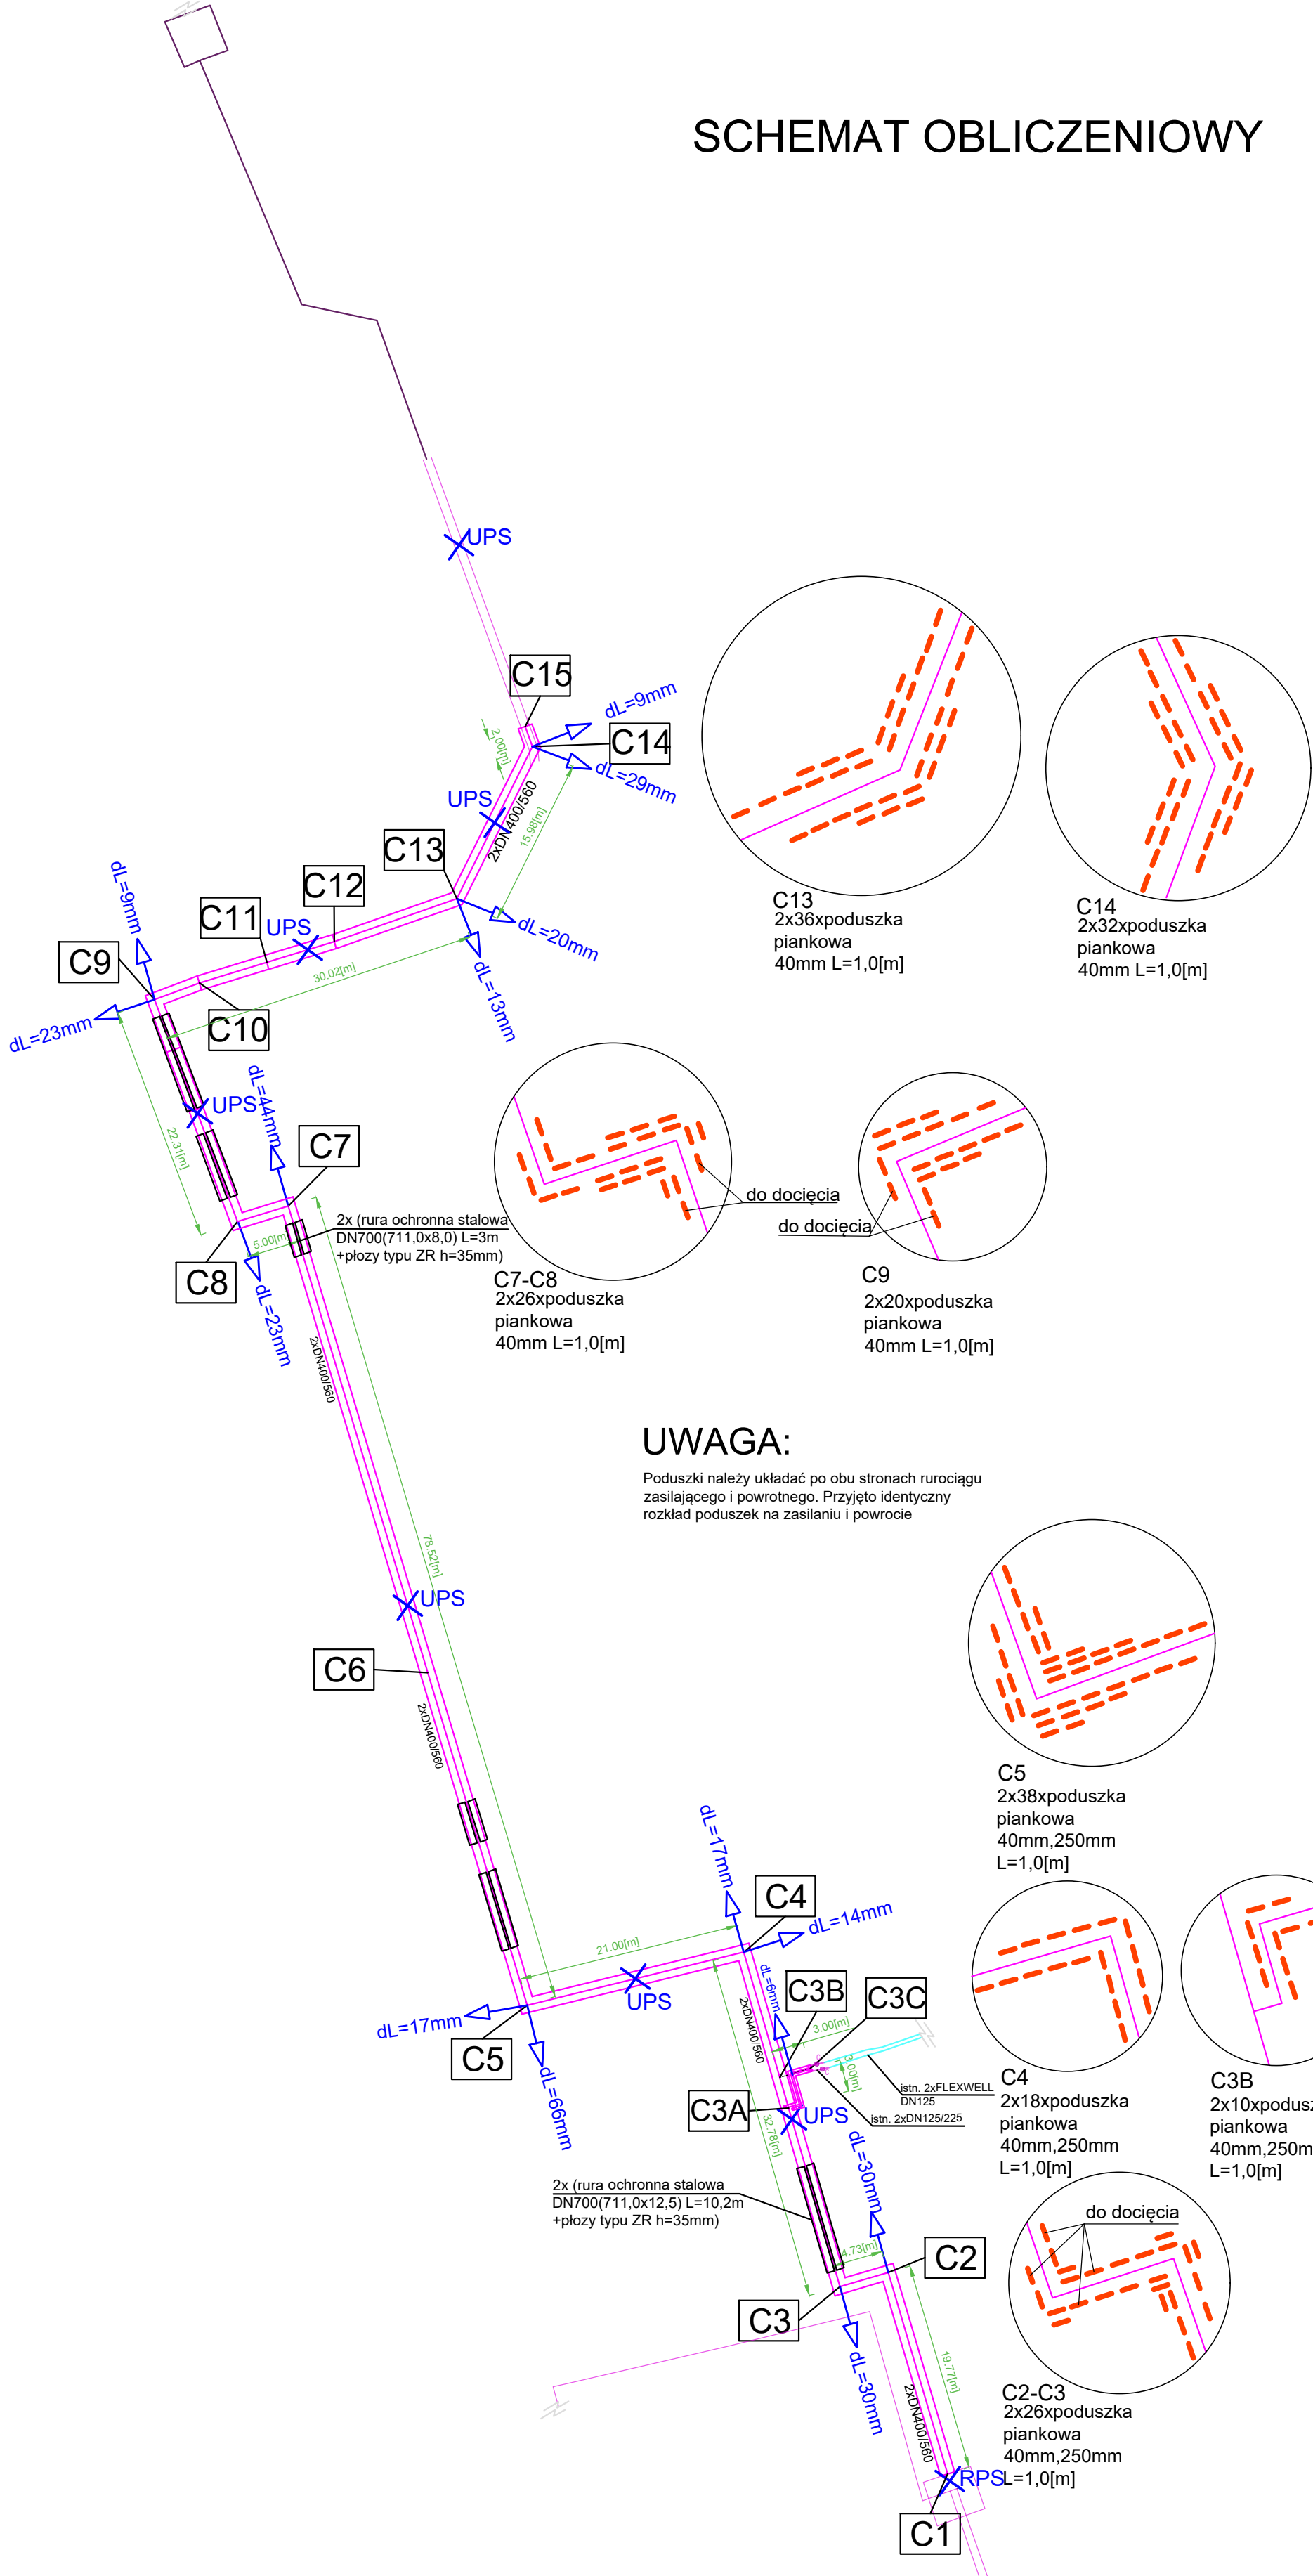 SCHEMAT OBLICZENIOWY
UPS
C15
dL=9mm
C14
2.00[m]
dL=29mm
UPS
2xDN400/560
15.98[m]
C13
dL=9mm
C12
C11
UPS
dL=20mm
C9
30.02[m]
dL=13mm
C10
dL=23mm
C13
2x36xpoduszka
piankowa
40mm L=1,0[m]
C14
2x32xpoduszka
piankowa
40mm L=1,0[m]
dL=44mm
UPS
22.31[m]
C7
2x (rura ochronna stalowa
DN700(711,0x8,0) L=3m
+płozy typu ZR h=35mm)
5.00[m
C8
dL=23mm
do docięcia
do docięcia
C7-C8
2x26xpoduszka
piankowa
40mm L=1,0[m]
C9
2x20xpoduszka
piankowa
40mm L=1,0[m]
2xDN400/560
UWAGA:
Poduszki należy układać po obu stronach rurociągu
zasilającego i powrotnego. Przyjęto identyczny
rozkład poduszek na zasilaniu i powrocie
78.52[m]
UPS
C6
2xDN400/560
C5
2x38xpoduszka
piankowa
40mm,250mm
L=1,0[m]
dL=17mm
C4
dL=14mm
21.00[m]
UPS
dL=6mm
C3B
C3C
2xDN400/560
3.00[m]
3.00[m]
dL=17mm
C5
dL=66mm
istn. 2xFLEXWELL
DN125
istn. 2xDN125/225
C3A
UPS
32.78[m]
C4
2x18xpoduszka
piankowa
40mm,250mm
L=1,0[m]
C3B
2x10xpodusz
piankowa
40mm,250m
L=1,0[m]
dL=30mm
2x (rura ochronna stalowa
DN700(711,0x12,5) L=10,2m
+płozy typu ZR h=35mm)
4.73[m]
C2
C3
dL=30mm
19.77[m]
2xDN400/560
do docięcia
C2-C3
2x26xpoduszka
piankowa
40mm,250mm
L=1,0[m]
RPS
C1